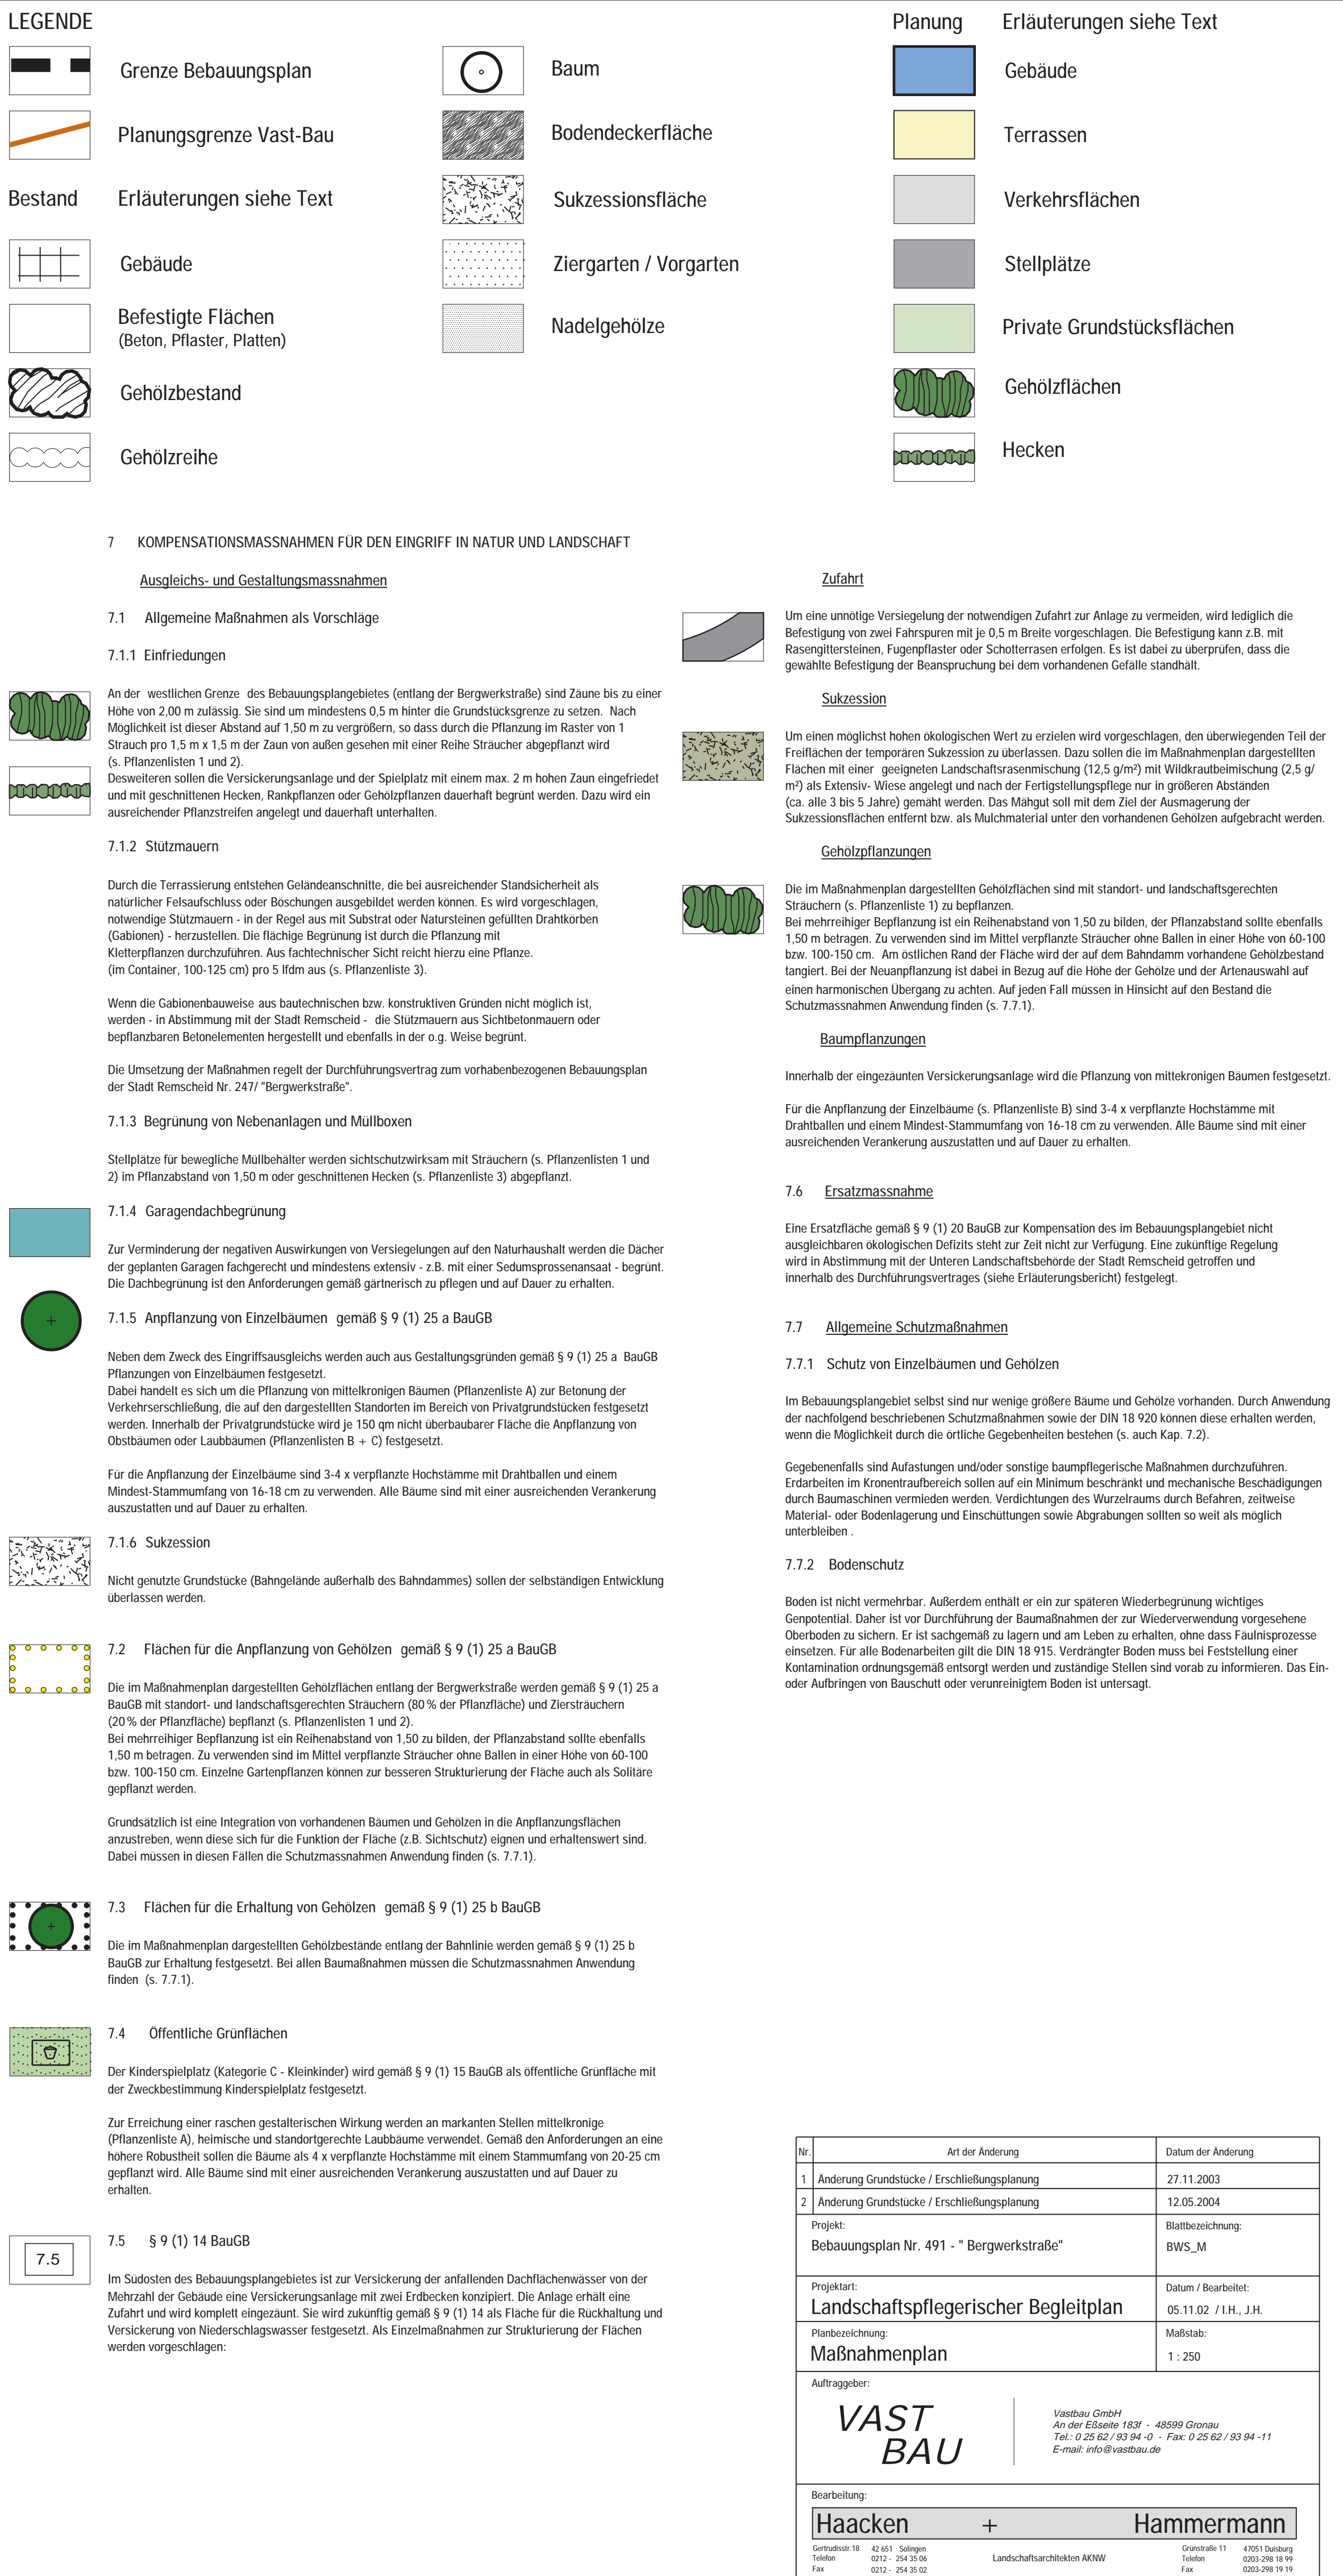 LEGENDE
Grenze Bebauungsplan
Planungsgrenze Vast-Bau
Bestand Erläuterungen siehe Text
Gebäude
Befestigte Flächen
(Beton, Pflaster, Platten)
Gehölzbestand
Gehölzreihe
Baum
Bodendeckerfläche
Sukzessionsfläche
Ziergarten / Vorgarten
Nadelgehölze
Planung Erläuterungen siehe Text
Gebäude
Terrassen
Verkehrsflächen
Stellplätze
Private Grundstücksflächen
Gehölzflächen
Hecken
7 KOMPENSATIONSMASSNAHMEN FÜR DEN EINGRIFF IN NATUR UND LANDSCHAFT
Ausgleichs- und Gestaltungsmassnahmen
7.1 Allgemeine Maßnahmen als Vorschläge
7.1.1 Einfriedungen
An der westlichen Grenze des Bebauungsplangebietes (entlang der Bergwerkstraße) sind Zäune bis zu einer
Höhe von 2,00 m zulässig. Sie sind um mindestens 0,5 m hinter die Grundstücksgrenze zu setzen. Nach
Möglichkeit ist dieser Abstand auf 1,50 m zu vergrößern, so dass durch die Pflanzung im Raster von 1
Strauch pro 1,5 m x 1,5 m der Zaun von außen gesehen mit einer Reihe Sträucher abgepflanzt wird
(s. Pflanzenlisten 1 und 2).
Desweiteren sollen die Versickerungsanlage und der Spielplatz mit einem max. 2 m hohen Zaun eingefriedet
und mit geschnittenen Hecken, Rankpflanzen oder Gehölzpflanzen dauerhaft begrünt werden. Dazu wird ein
ausreichender Pflanzstreifen angelegt und dauerhaft unterhalten.
7.1.2 Stützmauern
Durch die Terrassierung entstehen Geländeanschnitte, die bei ausreichender Standsicherheit als
natürlicher Felsaufschluss oder Böschungen ausgebildet werden können. Es wird vorgeschlagen,
notwendige Stützmauern - in der Regel aus mit Substrat oder Natursteinen gefüllten Drahtkörben
(Gabionen) - herzustellen. Die flächige Begrünung ist durch die Pflanzung mit
Kletterpflanzen durchzuführen. Aus fachtechnischer Sicht reicht hierzu eine Pflanze.
(im Container, 100-125 cm) pro 5 lfdm aus (s. Pflanzenliste 3).
Wenn die Gabionenbauweise aus bautechnischen bzw. konstruktiven Gründen nicht möglich ist,
werden - in Abstimmung mit der Stadt Remscheid - die Stützmauern aus Sichtbetonmauern oder
bepflanzbaren Betonelementen hergestellt und ebenfalls in der o.g. Weise begrünt.
Die Umsetzung der Maßnahmen regelt der Durchführungsvertrag zum vorhabenbezogenen Bebauungsplan
der Stadt Remscheid Nr. 247/ "Bergwerkstraße".
7.1.3 Begrünung von Nebenanlagen und Müllboxen
Stellplätze für bewegliche Müllbehälter werden sichtschutzwirksam mit Sträuchern (s. Pflanzenlisten 1 und
2) im Pflanzabstand von 1,50 m oder geschnittenen Hecken (s. Pflanzenliste 3) abgepflanzt.
7.1.4 Garagendachbegrünung
Zur Verminderung der negativen Auswirkungen von Versiegelungen auf den Naturhaushalt werden die Dächer
der geplanten Garagen fachgerecht und mindestens extensiv - z.B. mit einer Sedumsprossenansaat - begrünt.
Die Dachbegrünung ist den Anforderungen gemäß gärtnerisch zu pflegen und auf Dauer zu erhalten.
7.1.5 Anpflanzung von Einzelbäumen gemäß § 9 (1) 25 a BauGB
Neben dem Zweck des Eingriffsausgleichs werden auch aus Gestaltungsgründen gemäß § 9 (1) 25 a BauGB
Pflanzungen von Einzelbäumen festgesetzt.
Dabei handelt es sich um die Pflanzung von mittelkronigen Bäumen (Pflanzenliste A) zur Betonung der
Verkehrserschließung, die auf den dargestellten Standorten im Bereich von Privatgrundstücken festgesetzt
werden. Innerhalb der Privatgrundstücke wird je 150 qm nicht überbaubarer Fläche die Anpflanzung von
Obstbäumen oder Laubbäumen (Pflanzenlisten B + C) festgesetzt.
Für die Anpflanzung der Einzelbäume sind 3-4 x verpflanzte Hochstämme mit Drahtballen und einem
Mindest-Stammumfang von 16-18 cm zu verwenden. Alle Bäume sind mit einer ausreichenden Verankerung
auszustatten und auf Dauer zu erhalten.
7.1.6 Sukzession
Nicht genutzte Grundstücke (Bahngelände außerhalb des Bahndammes) sollen der selbständigen Entwicklung
überlassen werden.
7.2 Flächen für die Anpflanzung von Gehölzen gemäß § 9 (1) 25 a BauGB
Die im Maßnahmenplan dargestellten Gehölzflächen entlang der Bergwerkstraße werden gemäß § 9 (1) 25 a
BauGB mit standort- und landschaftsgerechten Sträuchern (80 % der Pflanzfläche) und Ziersträuchern
(20 % der Pflanzfläche) bepflanzt (s. Pflanzenlisten 1 und 2).
Bei mehrreihiger Bepflanzung ist ein Reihenabstand von 1,50 zu bilden, der Pflanzabstand sollte ebenfalls
1,50 m betragen. Zu verwenden sind im Mittel verpflanzte Sträucher ohne Ballen in einer Höhe von 60-100
bzw. 100-150 cm. Einzelne Gartenpflanzen können zur besseren Strukturierung der Fläche auch als Solitäre
gepflanzt werden.
Grundsätzlich ist eine Integration von vorhandenen Bäumen und Gehölzen in die Anpflanzungsflächen
anzustreben, wenn diese sich für die Funktion der Fläche (z.B. Sichtschutz) eignen und erhaltenswert sind.
Dabei müssen in diesen Fällen die Schutzmassnahmen Anwendung finden (s. 7.7.1).
7.3 Flächen für die Erhaltung von Gehölzen gemäß § 9 (1) 25 b BauGB
Die im Maßnahmenplan dargestellten Gehölzbestände entlang der Bahnlinie werden gemäß § 9 (1) 25 b
BauGB zur Erhaltung festgesetzt. Bei allen Baumaßnahmen müssen die Schutzmassnahmen Anwendung
finden (s. 7.7.1).
7.4 Öffentliche Grünflächen
Der Kinderspielplatz (Kategorie C - Kleinkinder) wird gemäß § 9 (1) 15 BauGB als öffentliche Grünfläche mit
der Zweckbestimmung Kinderspielplatz festgesetzt.
Zur Erreichung einer raschen gestalterischen Wirkung werden an markanten Stellen mittelkronige
(Pflanzenliste A), heimische und standortgerechte Laubbäume verwendet. Gemäß den Anforderungen an eine
höhere Robustheit sollen die Bäume als 4 x verpflanzte Hochstämme mit einem Stammumfang von 20-25 cm
gepflanzt wird. Alle Bäume sind mit einer ausreichenden Verankerung auszustatten und auf Dauer zu
erhalten.
7.5
7.5 § 9 (1) 14 BauGB
Im Südosten des Bebauungsplangebietes ist zur Versickerung der anfallenden Dachflächenwässer von der
Mehrzahl der Gebäude eine Versickerungsanlage mit zwei Erdbecken konzipiert. Die Anlage erhält eine
Zufahrt und wird komplett eingezäunt. Sie wird zukünftig gemäß § 9 (1) 14 als Fläche für die Rückhaltung und
Versickerung von Niederschlagswasser festgesetzt. Als Einzelmaßnahmen zur Strukturierung der Flächen
werden vorgeschlagen:
Zufahrt
Um eine unnötige Versiegelung der notwendigen Zufahrt zur Anlage zu vermeiden, wird lediglich die
Befestigung von zwei Fahrspuren mit je 0,5 m Breite vorgeschlagen. Die Befestigung kann z.B. mit
Rasengittersteinen, Fugenpflaster oder Schotterrasen erfolgen. Es ist dabei zu überprüfen, dass die
gewählte Befestigung der Beanspruchung bei dem vorhandenen Gefälle standhält.
Sukzession
Um einen möglichst hohen ökologischen Wert zu erzielen wird vorgeschlagen, den überwiegenden Teil der
Freiflächen der temporären Sukzession zu überlassen. Dazu sollen die im Maßnahmenplan dargestellten
Flächen mit einer geeigneten Landschaftsrasenmischung (12,5 g/m²) mit Wildkrautbeimischung (2,5 g/
m²) als Extensiv- Wiese angelegt und nach der Fertigstellungspflege nur in größeren Abständen
(ca. alle 3 bis 5 Jahre) gemäht werden. Das Mähgut soll mit dem Ziel der Ausmagerung der
Sukzessionsflächen entfernt bzw. als Mulchmaterial unter den vorhandenen Gehölzen aufgebracht werden.
Gehölzpflanzungen
Die im Maßnahmenplan dargestellten Gehölzflächen sind mit standort- und landschaftsgerechten
Sträuchern (s. Pflanzenliste 1) zu bepflanzen.
Bei mehrreihiger Bepflanzung ist ein Reihenabstand von 1,50 zu bilden, der Pflanzabstand sollte ebenfalls
1,50 m betragen. Zu verwenden sind im Mittel verpflanzte Sträucher ohne Ballen in einer Höhe von 60-100
bzw. 100-150 cm. Am östlichen Rand der Fläche wird der auf dem Bahndamm vorhandene Gehölzbestand
tangiert. Bei der Neuanpflanzung ist dabei in Bezug auf die Höhe der Gehölze und der Artenauswahl auf
einen harmonischen Übergang zu achten. Auf jeden Fall müssen in Hinsicht auf den Bestand die
Schutzmassnahmen Anwendung finden (s. 7.7.1).
Baumpflanzungen
Innerhalb der eingezäunten Versickerungsanlage wird die Pflanzung von mittekronigen Bäumen festgesetzt.
Für die Anpflanzung der Einzelbäume (s. Pflanzenliste B) sind 3-4 x verpflanzte Hochstämme mit
Drahtballen und einem Mindest-Stammumfang von 16-18 cm zu verwenden. Alle Bäume sind mit einer
ausreichenden Verankerung auszustatten und auf Dauer zu erhalten.
7.6 Ersatzmassnahme
Eine Ersatzfläche gemäß § 9 (1) 20 BauGB zur Kompensation des im Bebauungsplangebiet nicht
ausgleichbaren ökologischen Defizits steht zur Zeit nicht zur Verfügung. Eine zukünftige Regelung
wird in Abstimmung mit der Unteren Landschaftsbehörde der Stadt Remscheid getroffen und
innerhalb des Durchführungsvertrages (siehe Erläuterungsbericht) festgelegt.
7.7 Allgemeine Schutzmaßnahmen
7.7.1 Schutz von Einzelbäumen und Gehölzen
Im Bebauungsplangebiet selbst sind nur wenige größere Bäume und Gehölze vorhanden. Durch Anwendung
der nachfolgend beschriebenen Schutzmaßnahmen sowie der DIN 18 920 können diese erhalten werden,
wenn die Möglichkeit durch die örtliche Gegebenheiten bestehen (s. auch Kap. 7.2).
Gegebenenfalls sind Aufastungen und/oder sonstige baumpflegerische Maßnahmen durchzuführen.
Erdarbeiten im Kronentraufbereich sollen auf ein Minimum beschränkt und mechanische Beschädigungen
durch Baumaschinen vermieden werden. Verdichtungen des Wurzelraums durch Befahren, zeitweise
Material- oder Bodenlagerung und Einschüttungen sowie Abgrabungen sollten so weit als möglich
unterbleiben .
7.7.2 Bodenschutz
Boden ist nicht vermehrbar. Außerdem enthält er ein zur späteren Wiederbegrünung wichtiges
Genpotential. Daher ist vor Durchführung der Baumaßnahmen der zur Wiederverwendung vorgesehene
Oberboden zu sichern. Er ist sachgemäß zu lagern und am Leben zu erhalten, ohne dass Fäulnisprozesse
einsetzen. Für alle Bodenarbeiten gilt die DIN 18 915. Verdrängter Boden muss bei Feststellung einer
Kontamination ordnungsgemäß entsorgt werden und zuständige Stellen sind vorab zu informieren. Das Ein-
oder Aufbringen von Bauschutt oder verunreinigtem Boden ist untersagt.
Nr. Art der Änderung Datum der Änderung
1 Änderung Grundstücke / Erschließungsplanung 27.11.2003
2 Änderung Grundstücke / Erschließungsplanung 12.05.2004
Projekt: Blattbezeichnung:
Bebauungsplan Nr. 491 - " Bergwerkstraße" BWS_M
Projektart: Datum / Bearbeitet:
Landschaftspflegerischer Begleitplan 05.11.02 / I.H., J.H.
Planbezeichnung: Maßstab:
Maßnahmenplan 1 : 250
Auftraggeber:
VAST
BAU
Vastbau GmbH
An der Eßseite 183f - 48599 Gronau
Tel.: 0 25 62 / 93 94 -0 - Fax: 0 25 62 / 93 94 -11
E-mail: info@vastbau.de
Bearbeitung:
Haacken + Hammermann
Gertrudisstr.18 42 651 Solingen Grünstraße 11 47051 Duisburg
Telefon 0212 - 254 35 06 Landschaftsarchitekten AKNW Telefon 0203-298 18 99
Fax 0212 - 254 35 02 Fax 0203-298 19 19